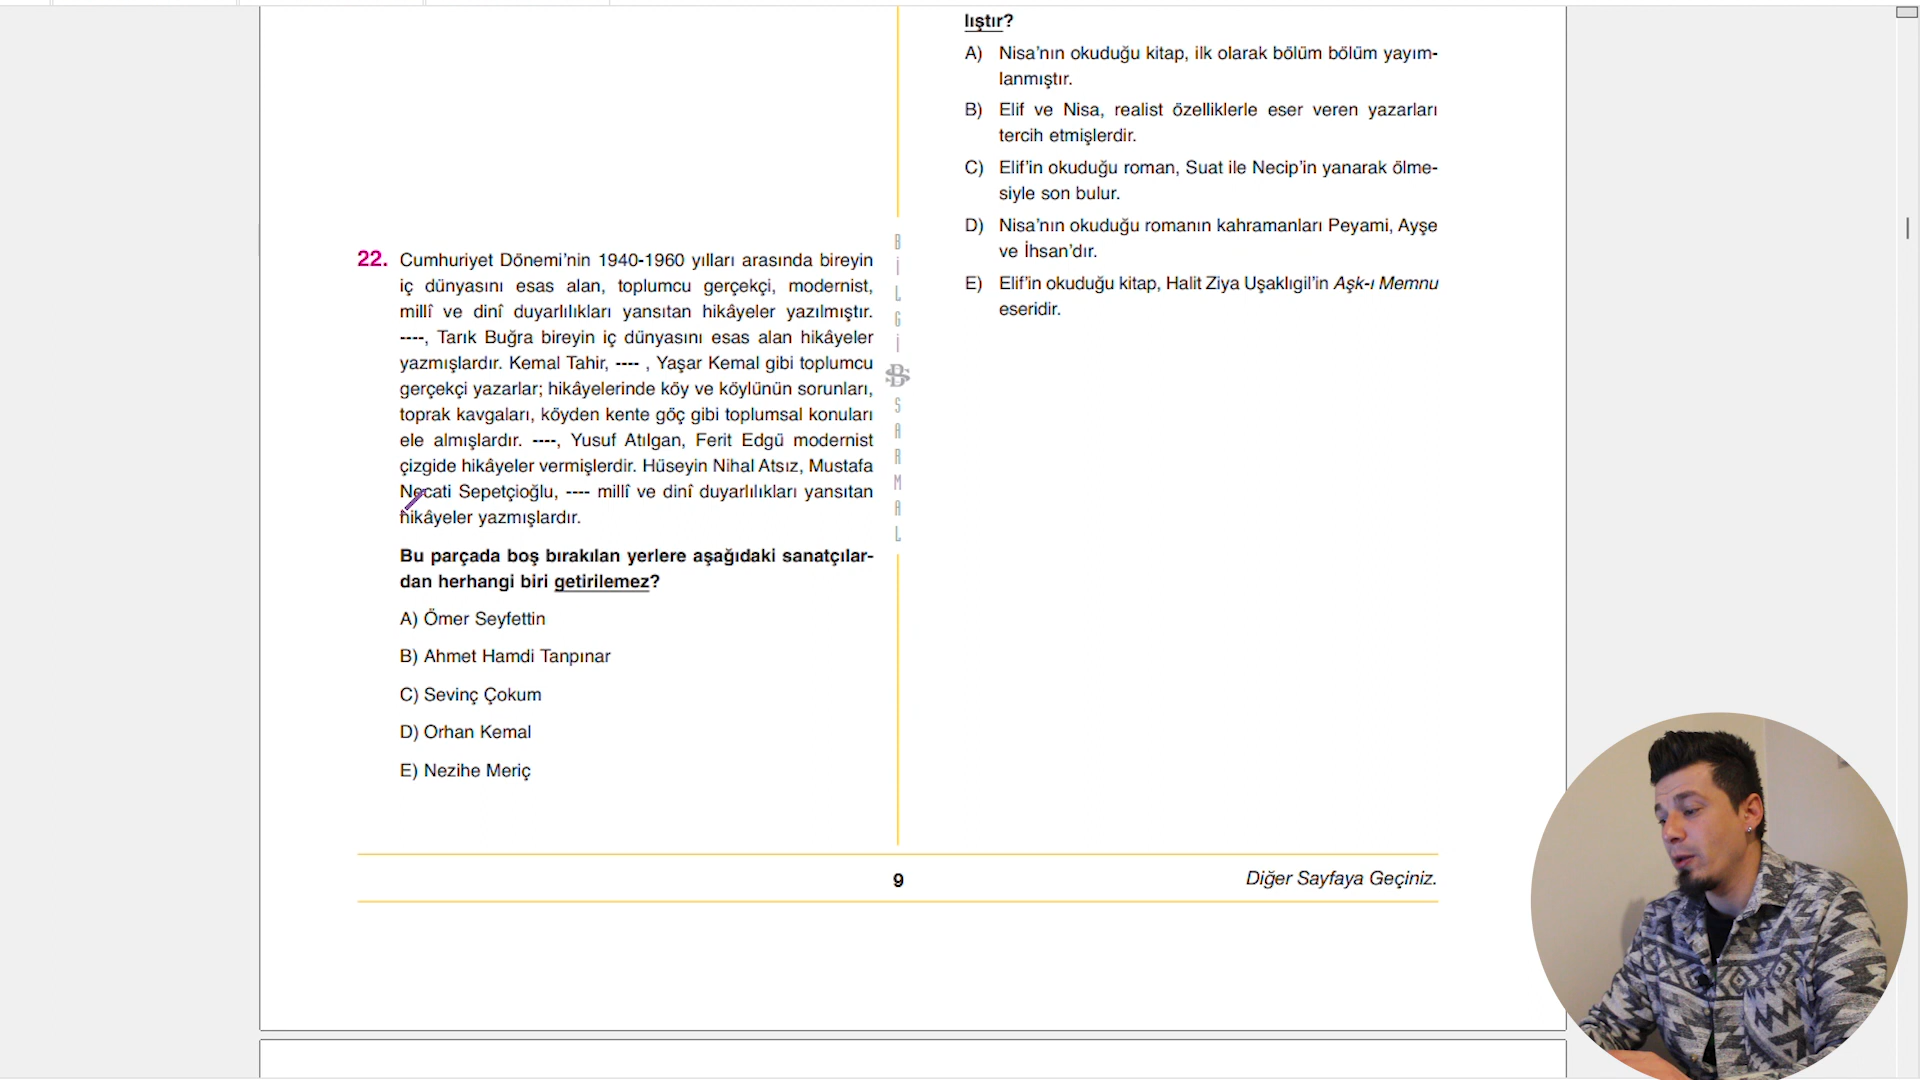 22. Cumhuriyet Dönemi'nin 1940-1960 yılları arasında bireyin
iç dünyasını esas alan, toplumcu gerçekçi, modernist,
millî ve dinî duyarlılıkları yansıtan hikâyeler yazılmıştır.
----, Tarık Buğra bireyin iç dünyasını esas alan hikâyeler
yazmışlardır. Kemal Tahir, ---- , Yaşar Kemal gibi toplumcu
gerçekçi yazarlar; hikâyelerinde köy ve köylünün sorunları,
toprak kavgaları, köyden kente göç gibi toplumsal konuları
ele almışlardır. ----, Yusuf Atılgan, Ferit Edgü modernist
çizgide hikâyeler vermişlerdir. Hüseyin Nihal Atsız, Mustafa
Necati Sepetçioğlu, ---- millî ve dinî duyarlılıkları yansıtan
hikâyeler yazmışlardır.
Bu parçada boş bırakılan yerlere aşağıdaki sanatçılar-
dan herhangi biri getirilemez?
A) Ömer Seyfettin
B) Ahmet Hamdi Tanpınar
C) Sevinç Çokum
D) Orhan Kemal
E) Nezihe Meriç
BİLGİ
SARMAL
lıştır?
A) Nisa'nın okuduğu kitap, ilk olarak bölüm bölüm yayım-
lanmıştır.
B) Elif ve Nisa, realist özelliklerle eser veren yazarları
tercih etmişlerdir.
C) Elif'in okuduğu roman, Suat ile Necip'in yanarak ölme-
siyle son bulur.
D) Nisa'nın okuduğu romanın kahramanları Peyami, Ayşe
ve İhsan'dır.
E) Elif'in okuduğu kitap, Halit Ziya Uşaklıgil'in Aşk-ı Memnu
eseridir.
9
Diğer Sayfaya Geçiniz.